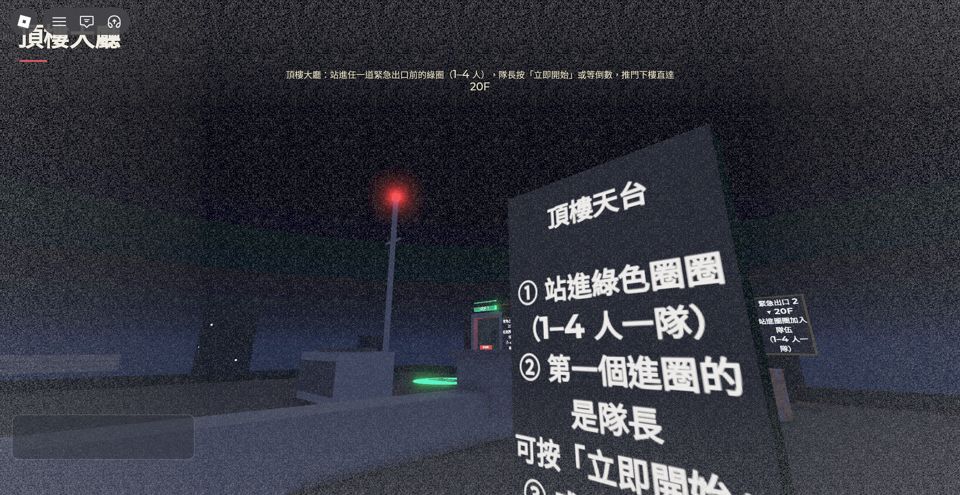 頂樓大廳
頂樓大廳：站進任一道緊急出口前的綠圈（1–4 人），隊長按「立即開始」或等倒數，推門下樓直達
20F
頂樓天台
① 站進綠色圈圈
（1–4 人一隊）
② 第一個進圈的
是隊長
可按「立即開始
③
緊急出口 2
▼ 20F
站進圈圈加入
隊伍
（1–4 人一
隊）